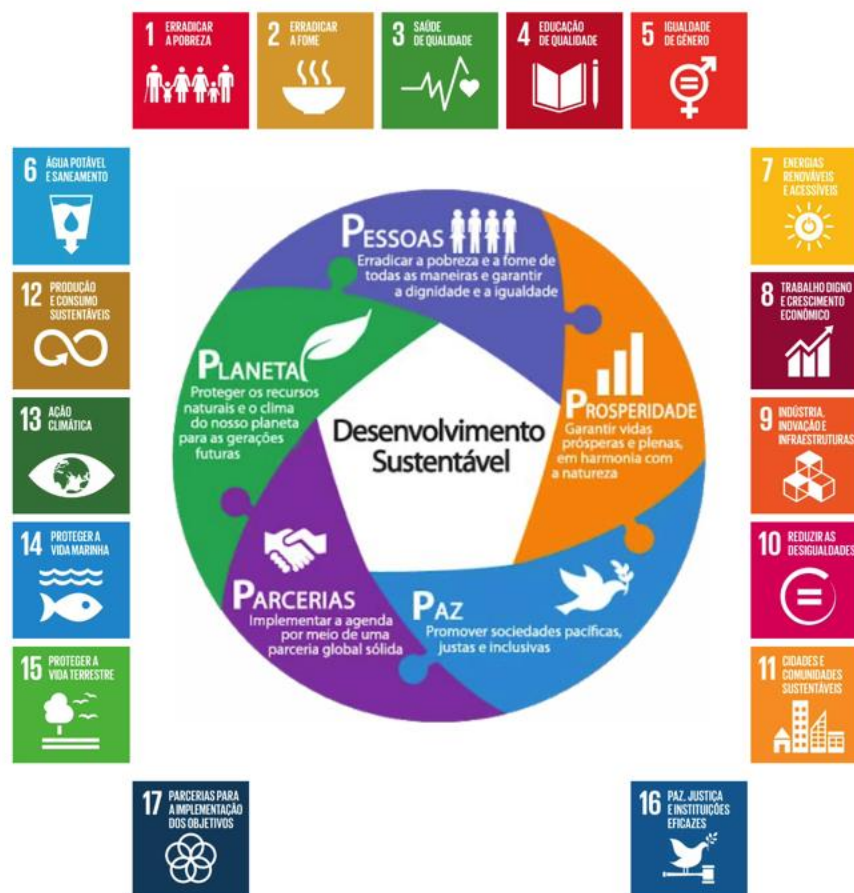 1 ERRADICAR
A POBREZA
2 ERRADICAR
A FOME
3 SAÚDE
DE QUALIDADE
4 EDUCAÇÃO
DE QUALIDADE
5 IGUALDADE
DE GÉNERO
6 ÁGUA POTÁVEL
E SANEAMENTO
7 ENERGIAS
RENOVÁVEIS
E ACESSÍVEIS
12 PRODUÇÃO
E CONSUMO
SUSTENTÁVEIS
8 TRABALHO DIGNO
E CRESCIMENTO
ECONÓMICO
13 AÇÃO
CLIMÁTICA
9 INDÚSTRIA,
INOVAÇÃO E
INFRAESTRUTURAS
14 PROTEGER A
VIDA MARINHA
10 REDUZIR AS
DESIGUALDADES
15 PROTEGER A
VIDA TERRESTRE
11 CIDADES E
COMUNIDADES
SUSTENTÁVEIS
17 PARCERIAS PARA
A IMPLEMENTAÇÃO
DOS OBJETIVOS
16 PAZ, JUSTIÇA
E INSTITUIÇÕES
EFICAZES
PESSOAS
Erradicar a pobreza e a fome de
todas as maneiras e garantir
a dignidade e a igualdade
PLANETA
Proteger os recursos
naturais e o clima
do nosso planeta
para as gerações
futuras
PROSPERIDADE
Garantir vidas
prósperas e plenas,
em harmonia com
a natureza
Desenvolvimento
Sustentável
PARCERIAS
Implementar a agenda
por meio de uma
parceria global sólida
PAZ
Promover sociedades pacíficas,
justas e inclusivas